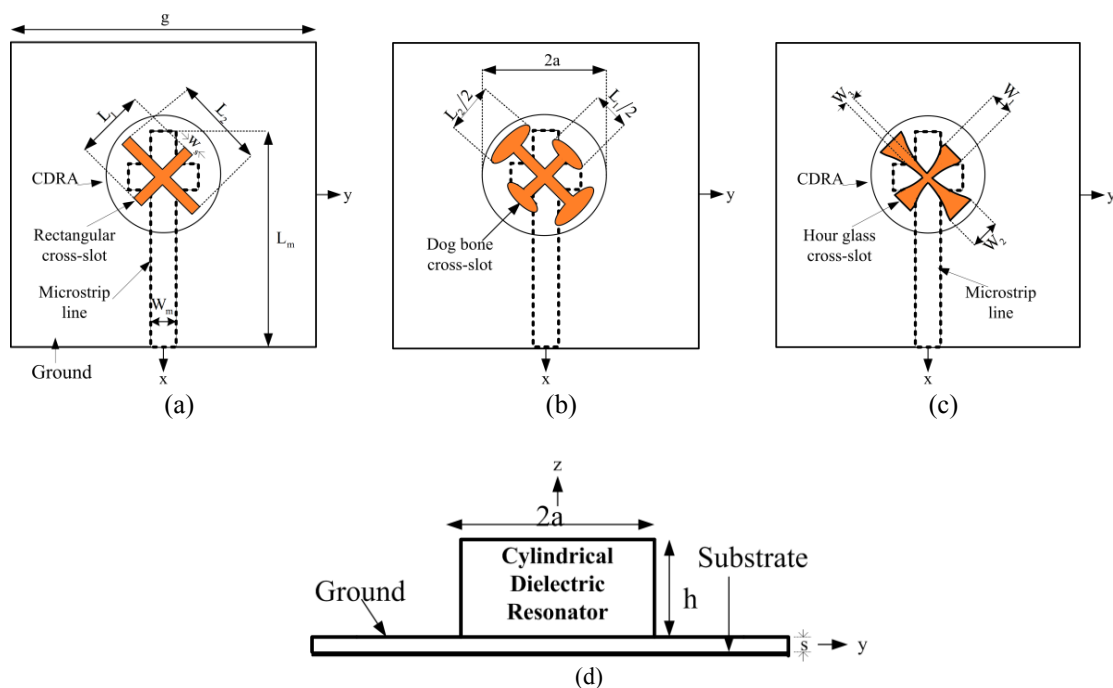 g
L₁
L₂
W
CDRA
Rectangular
cross-slot
Microstrip
line
Wₘ
Lₘ
y
Ground
x
(a)
2a
L₂/2
L₁/2
y
Dog bone
cross-slot
x
(b)
W₁
CDRA
y
Hour glass
cross-slot
W₂
Microstrip
line
x
(c)
z
2a
Cylindrical
Dielectric
Resonator
Substrate
Ground
h
s
y
(d)